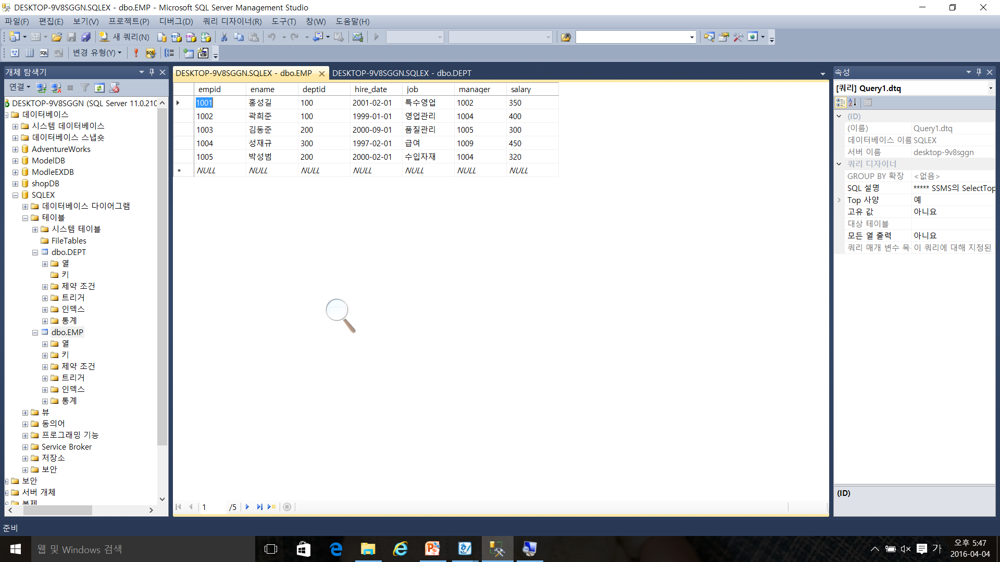 DESKTOP-9V8SGGN.SQLEX - dbo.EMP - Microsoft SQL Server Management Studio
파일(F) 편집(E) 보기(V) 프로젝트(P) 디버그(D) 쿼리 디자이너(R) 도구(T) 창(W) 도움말(H)
새 쿼리(N)
변경 유형(Y)
개체 탐색기
연결
DESKTOP-9V8SGGN (SQL Server 11.0.210
데이터베이스
시스템 데이터베이스
데이터베이스 스냅숏
AdventureWorks
ModelDB
ModleEXDB
shopDB
SQLEX
데이터베이스 다이어그램
테이블
시스템 테이블
FileTables
dbo.DEPT
열
키
제약 조건
트리거
인덱스
통계
dbo.EMP
열
키
제약 조건
트리거
인덱스
통계
뷰
동의어
프로그래밍 기능
Service Broker
저장소
보안
보안
서버 개체
복제
DESKTOP-9V8SGGN.SQLEX - dbo.EMP DESKTOP-9V8SGGN.SQLEX - dbo.DEPT
empid ename deptid hire_date job manager salary
1001 홍성길 100 2001-02-01 특수영업 1002 350
1002 곽희준 100 1999-01-01 영업관리 1004 400
1003 김동준 200 2000-09-01 품질관리 1005 300
1004 성재규 300 1997-02-01 급여 1009 450
1005 박성범 200 2000-02-01 수입자재 1004 320
NULL NULL NULL NULL NULL NULL NULL
1 /5
속성
[쿼리] Query1.dtq
(ID)
(이름) Query1.dtq
데이터베이스 이름 SQLEX
서버 이름 desktop-9v8sggn
쿼리 디자이너
GROUP BY 확장 <없음>
SQL 설명 ***** SSMS의 SelectTop
Top 사양 예
고유 값 아니요
대상 테이블
모든 열 출력 아니요
쿼리 매개 변수 목 이 쿼리에 대해 지정된
(ID)
준비
웹 및 Windows 검색
가
오후 5:47
2016-04-04